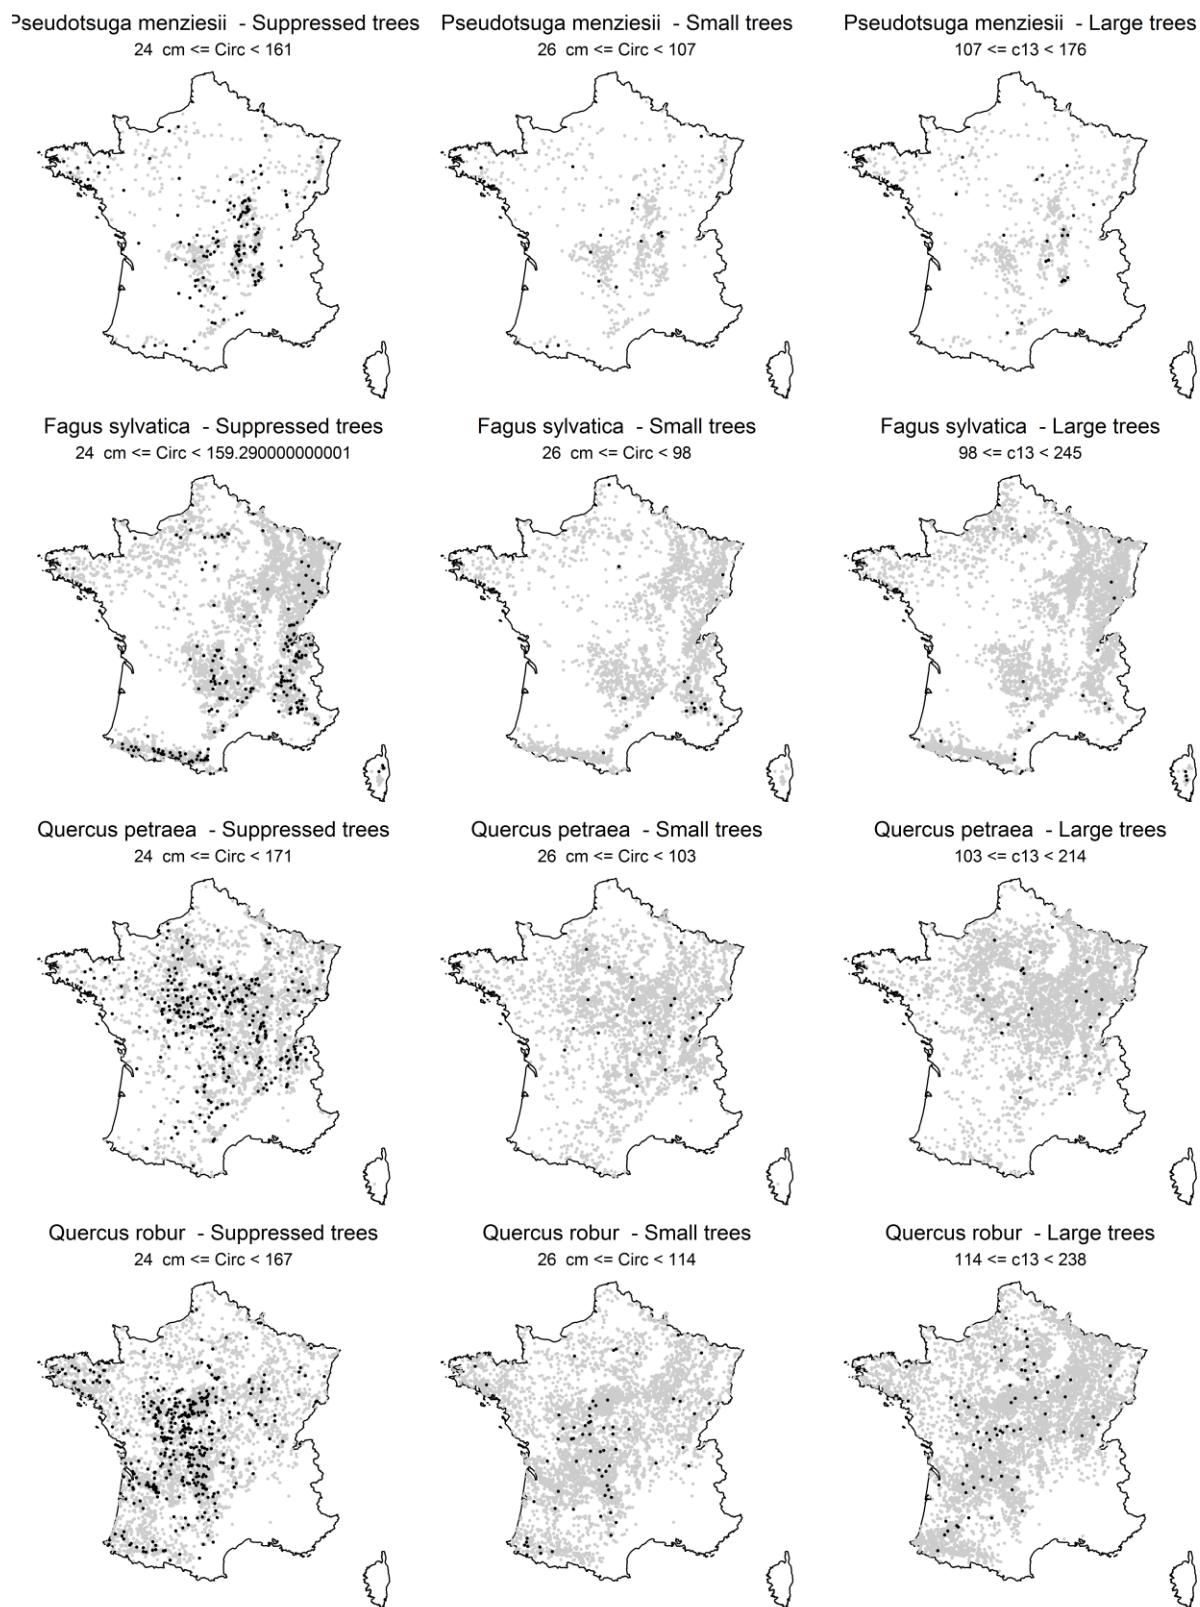 Pseudotsuga menziesii - Suppressed trees
24 cm <= Circ < 161
Pseudotsuga menziesii - Small trees
26 cm <= Circ < 107
Pseudotsuga menziesii - Large trees
107 <= c13 < 176
Fagus sylvatica - Suppressed trees
24 cm <= Circ < 159.290000000001
Fagus sylvatica - Small trees
26 cm <= Circ < 98
Fagus sylvatica - Large trees
98 <= c13 < 245
Quercus petraea - Suppressed trees
24 cm <= Circ < 171
Quercus petraea - Small trees
26 cm <= Circ < 103
Quercus petraea - Large trees
103 <= c13 < 214
Quercus robur - Suppressed trees
24 cm <= Circ < 167
Quercus robur - Small trees
26 cm <= Circ < 114
Quercus robur - Large trees
114 <= c13 < 238